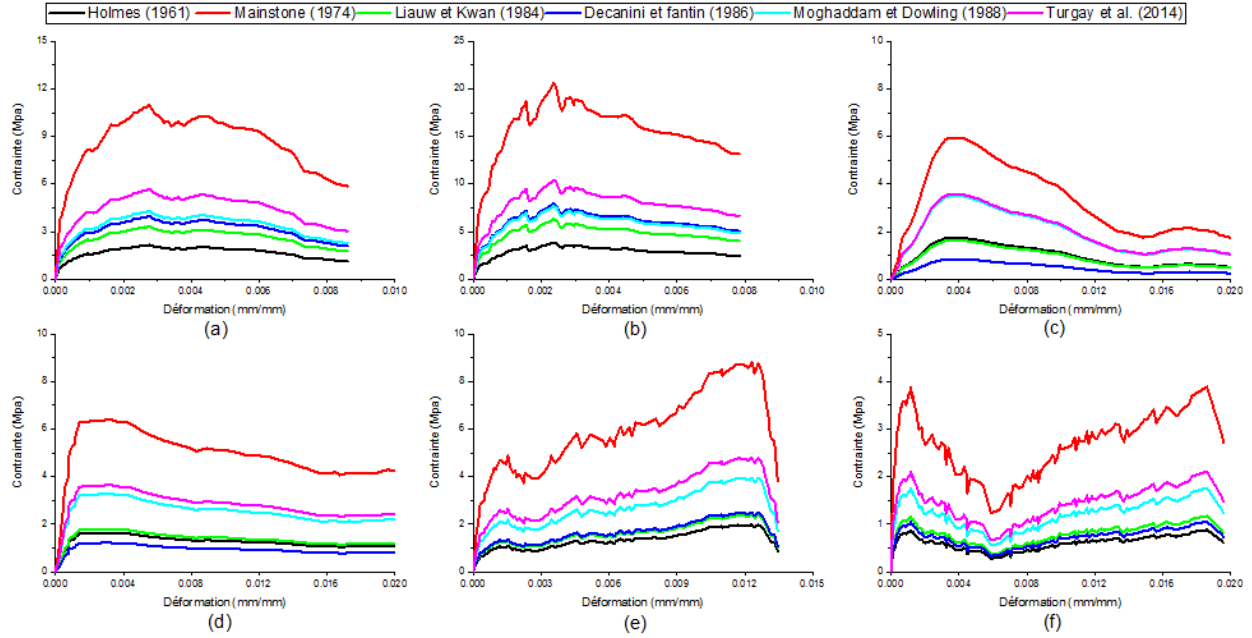 Holmes (1961) Mainstone (1974) Liauw et Kwan (1984) Decanini et fantin (1986) Moghaddam et Dowling (1988) Turgay et al. (2014)
15
12
9
6
3
0
Contrainte (Mpa)
0.000 0.002 0.004 0.006 0.008 0.010
Déformation (mm/mm)
(a)
25
20
15
10
5
0
Contrainte (Mpa)
0.000 0.002 0.004 0.006 0.008 0.010
Déformation (mm/mm)
(b)
10
8
6
4
2
0
Contrainte (Mpa)
0.000 0.004 0.008 0.012 0.016 0.020
Déformation (mm/mm)
(c)
10
8
6
4
2
0
Contrainte (Mpa)
0.000 0.004 0.008 0.012 0.016 0.020
Déformation (mm/mm)
(d)
10
8
6
4
2
0
Contrainte (Mpa)
0.000 0.003 0.006 0.009 0.012 0.015
Déformation (mm/mm)
(e)
5
4
3
2
1
0
Contrainte (Mpa)
0.000 0.004 0.008 0.012 0.016 0.020
Déformation (mm/mm)
(f)